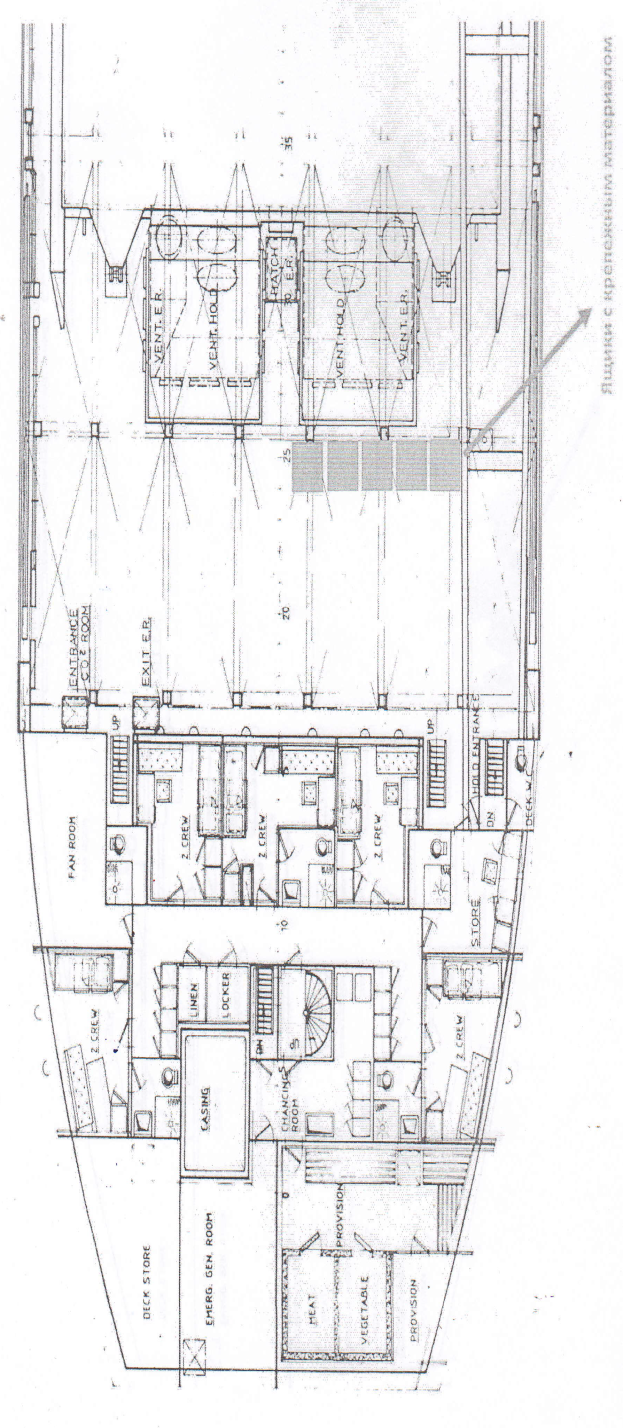 35
HATCH
E.R.
30
VENT. E.R.
VENT. HOLD
VENT. HOLD
VENT. E.R.
Ящики с крепежным материалом
25
20
ENTRANCE
CO2 ROOM
EXIT E.R.
UP
UP
HOLD ENTRANCE
DN
DECK W.C.
FAN ROOM
2 CREW
2 CREW
2 CREW
10
STORE
2 CREW
LINEN
LOCKER
DN
2 CREW
CASING
CHANGING
ROOM
0
DECK STORE
EMERG. GEN. ROOM
PROVISION
MEAT
VEGETABLE
PROVISION